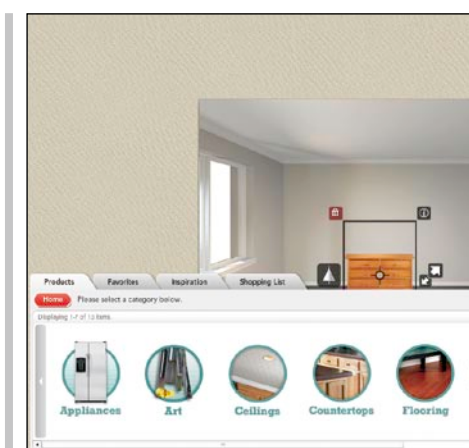 Products Favorites Inspiration Shopping List
Home Please select a category below.
Displaying 1-7 of 13 items
Appliances Art Ceilings Countertops Flooring